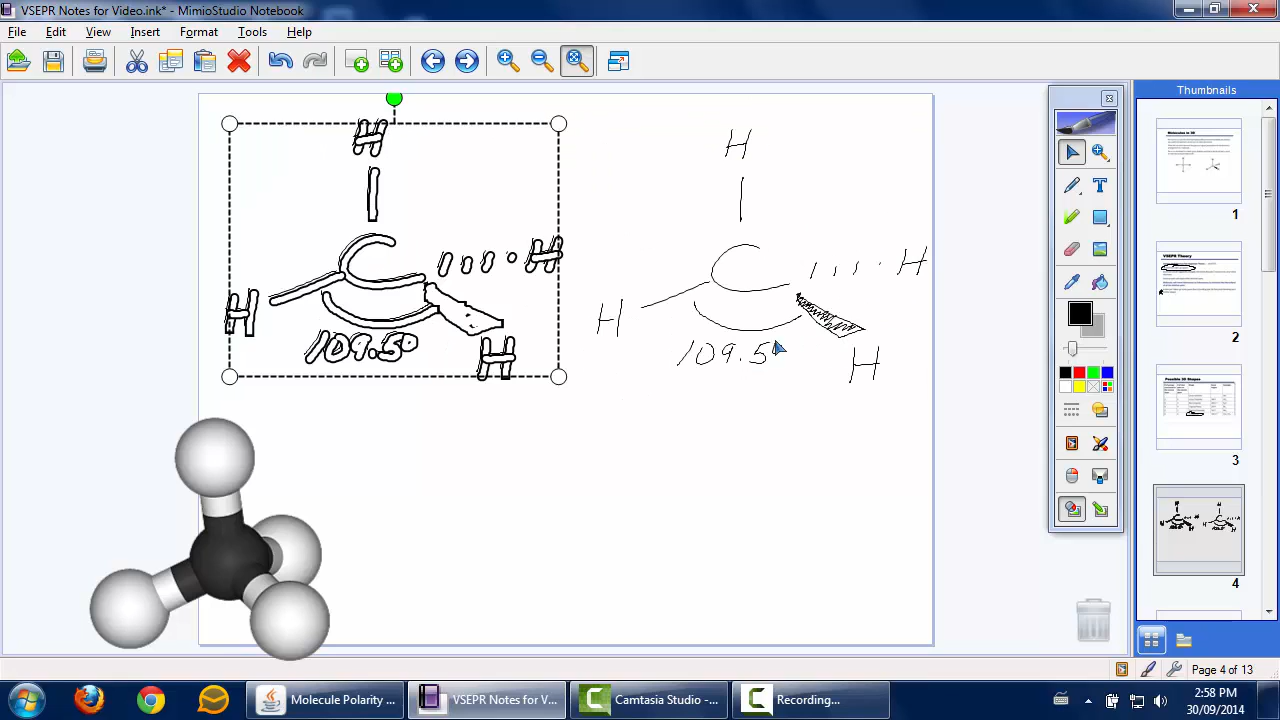 VSEPR Notes for Video.ink* - MimioStudio Notebook
File Edit View Insert Format Tools Help
Thumbnails
H H
C ....H C ....H
H H
109.5° 109.5°
H H
1
2
3
4
VSEPR Theory
Page 4 of 13
Molecule Polarity ...
VSEPR Notes for V...
Camtasia Studio -...
Recording...
2:58 PM
30/09/2014